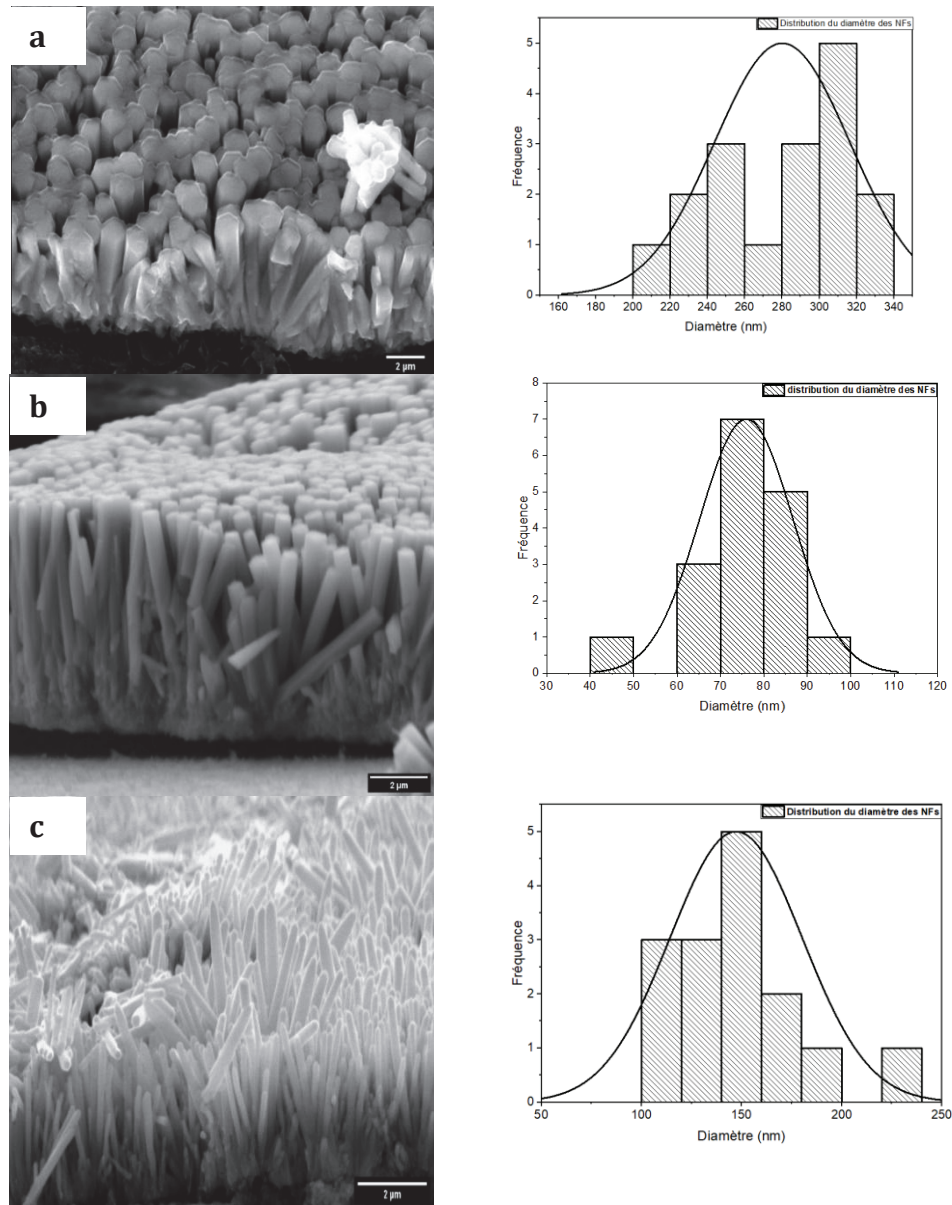 a
2 µm
Distribution du diamètre des NFs
5
4
3
2
1
0
Fréquence
160 180 200 220 240 260 280 300 320 340
Diamètre (nm)
b
2 µm
distribution du diamètre des NFs
8
7
6
5
4
3
2
1
0
Fréquence
30 40 50 60 70 80 90 100 110 120
Diamètre (nm)
c
2 µm
Distribution du diamètre des NFs
5
4
3
2
1
0
Fréquence
50 100 150 200 250
Diamètre (nm)